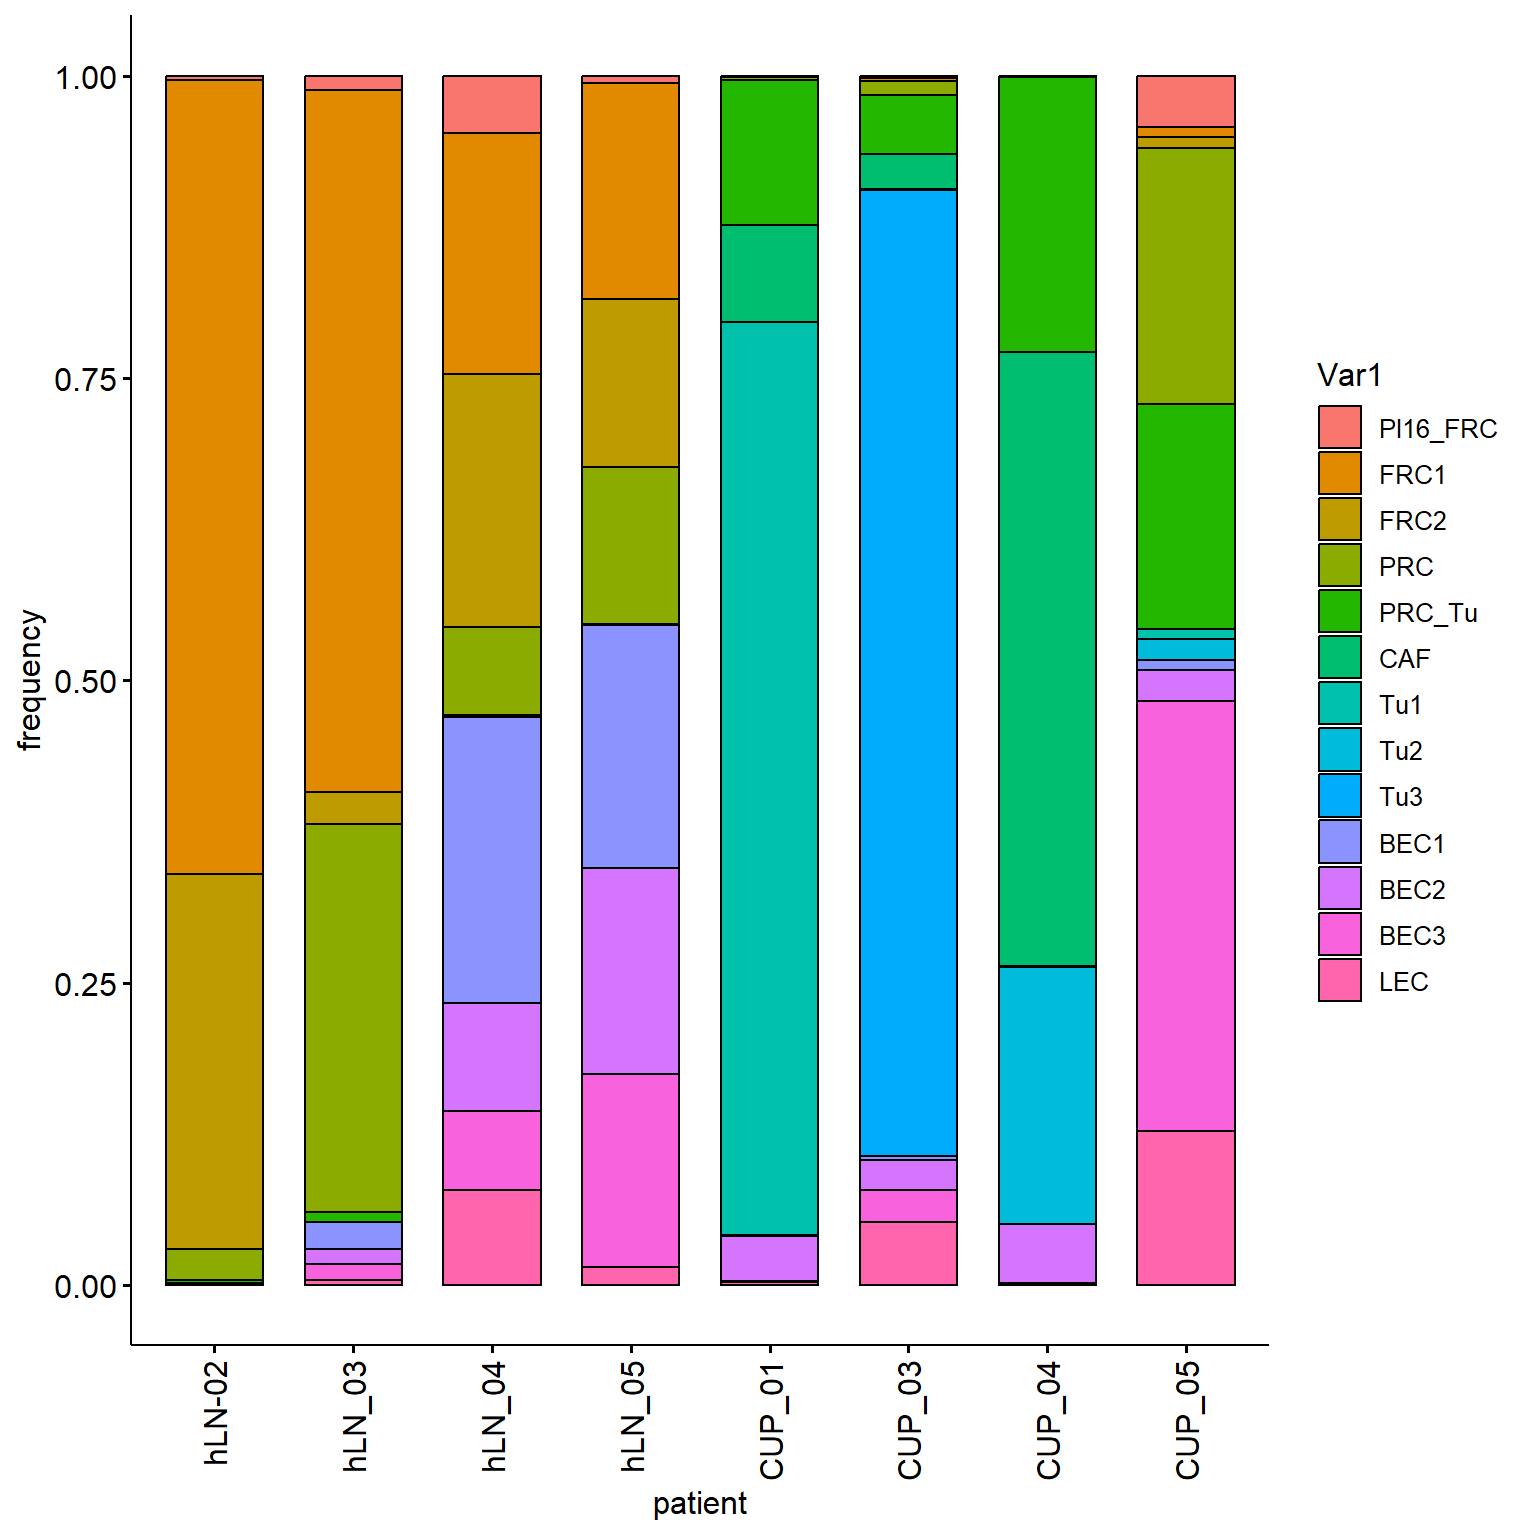 1.00
0.75
0.50
0.25
0.00
frequency
hLN-02
hLN_03
hLN_04
hLN_05
CUP_01
CUP_03
CUP_04
CUP_05
patient
Var1
PI16_FRC
FRC1
FRC2
PRC
PRC_Tu
CAF
Tu1
Tu2
Tu3
BEC1
BEC2
BEC3
LEC